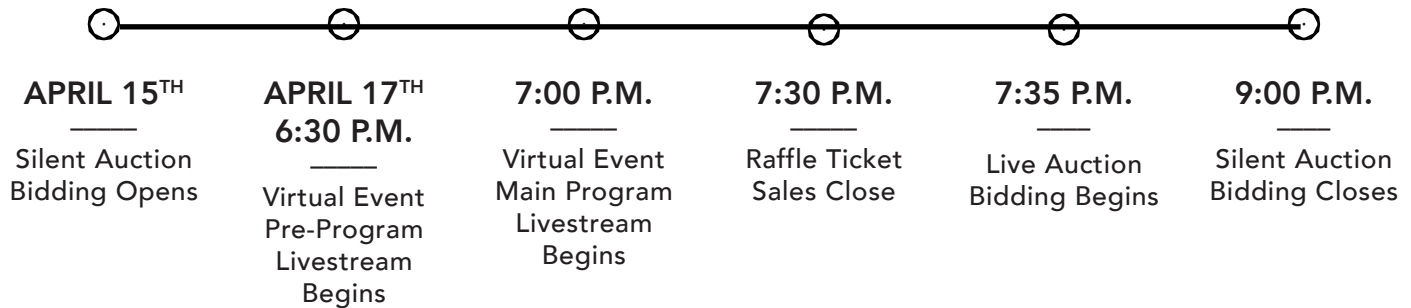 APRIL 15TH
Silent Auction
Bidding Opens
APRIL 17TH
6:30 P.M.
Virtual Event
Pre-Program
Livestream
Begins
7:00 P.M.
Virtual Event
Main Program
Livestream
Begins
7:30 P.M.
Raffle Ticket
Sales Close
7:35 P.M.
Live Auction
Bidding Begins
9:00 P.M.
Silent Auction
Bidding Closes